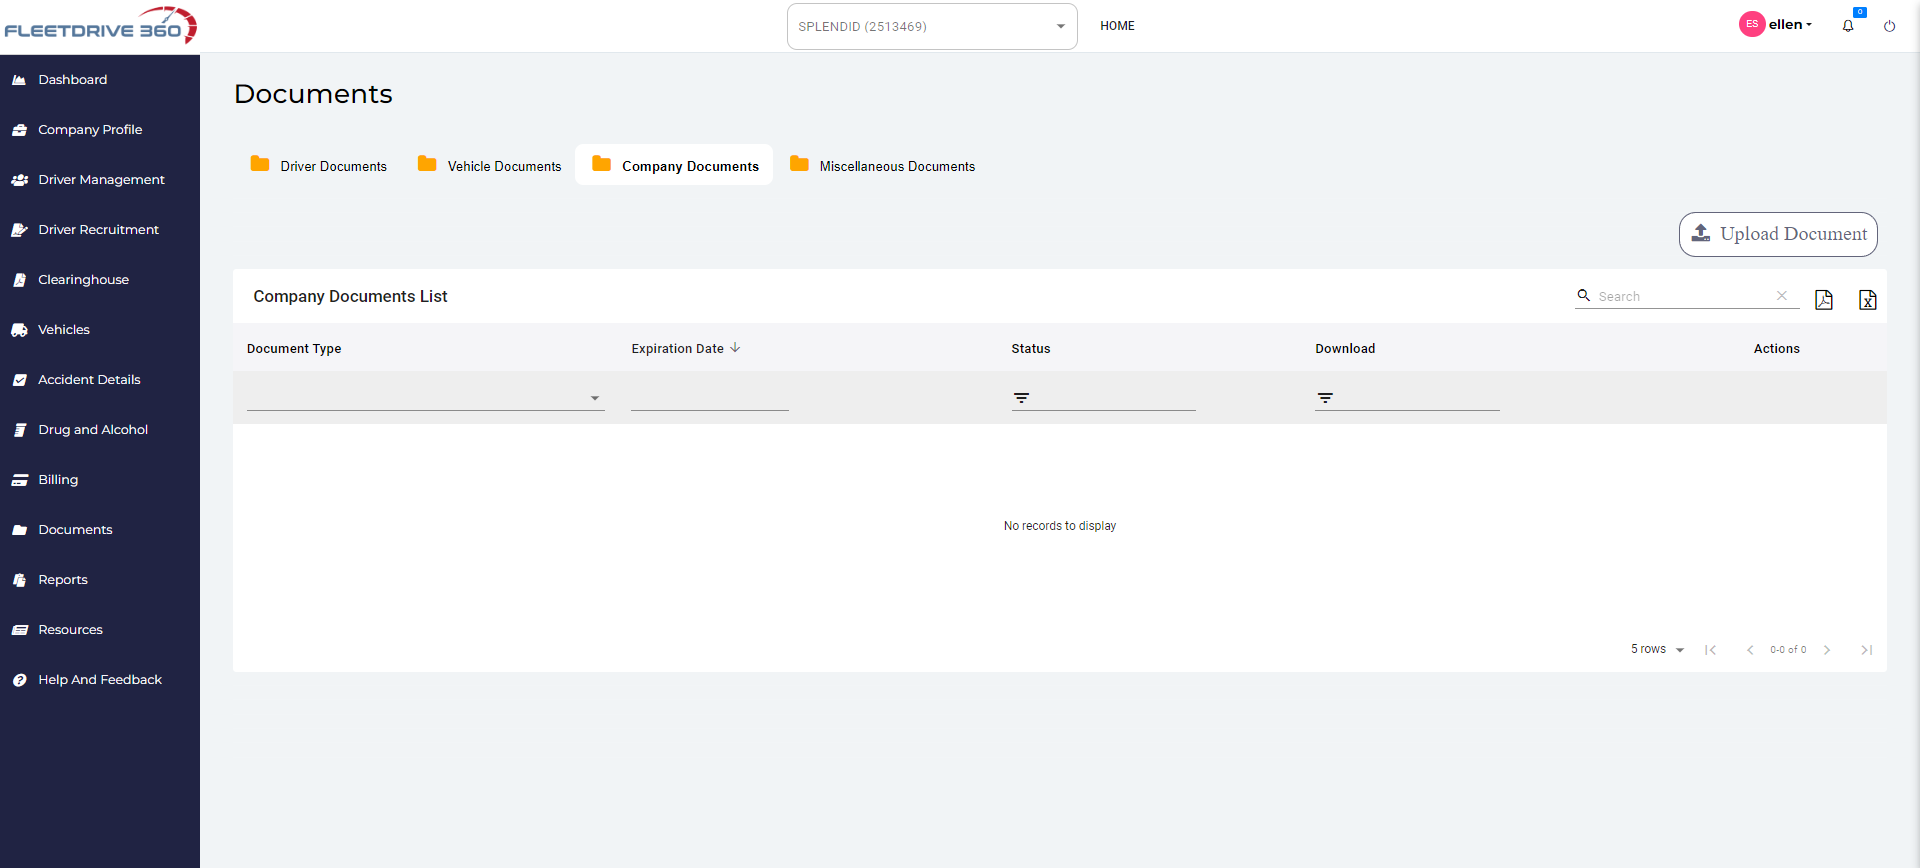 FLEETDRIVE 360
SPLENDID (2513469)
HOME
ES
ellen
0
Dashboard
Company Profile
Driver Management
Driver Recruitment
Clearinghouse
Vehicles
Accident Details
Drug and Alcohol
Billing
Documents
Reports
Resources
Help And Feedback
Documents
Driver Documents
Vehicle Documents
Company Documents
Miscellaneous Documents
Upload Document
Company Documents List
Search
Document Type
Expiration Date
Status
Download
Actions
No records to display
5 rows
0-0 of 0